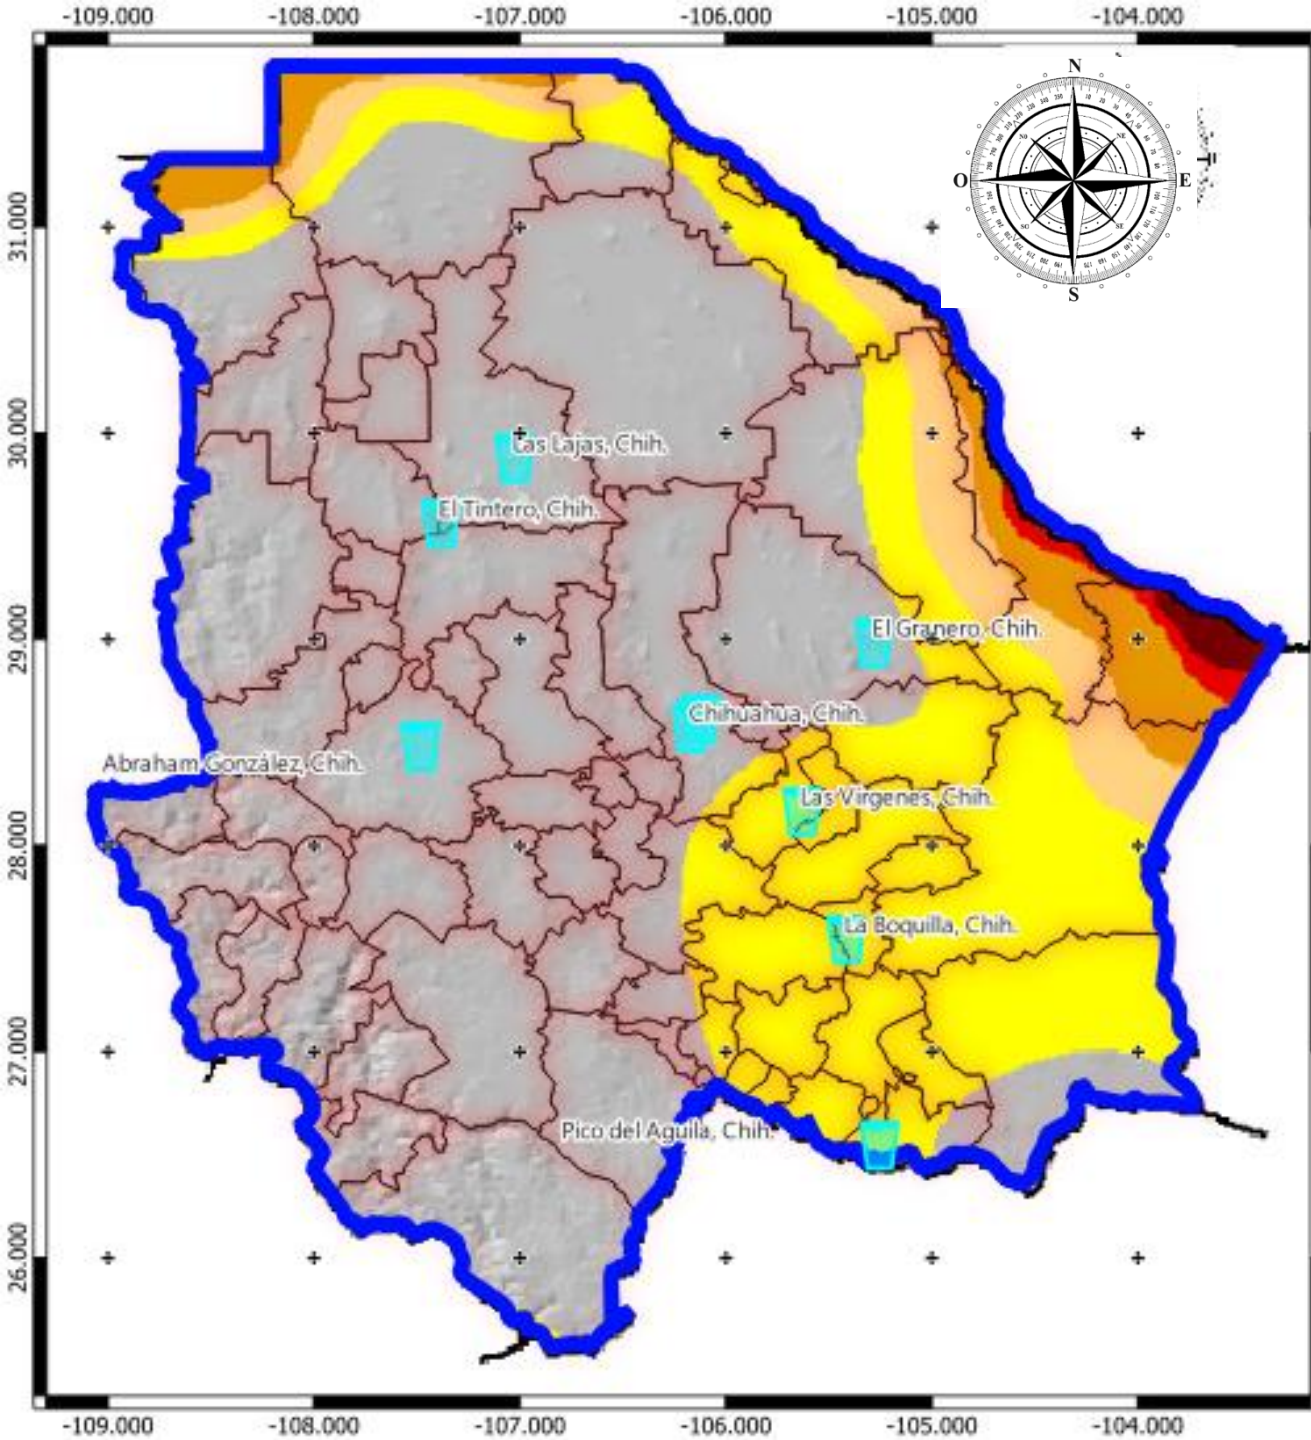 -109.000 -108.000 -107.000 -106.000 -105.000 -104.000
N
O E
S
31.000
30.000
29.000
28.000
27.000
26.000
Las Lajas, Chih.
El Tintero, Chih.
El Granero, Chih.
Chihuahua, Chih.
Abraham González, Chih.
Las Vírgenes, Chih.
La Boquilla, Chih.
Pico del Aguila, Chih.
-109.000 -108.000 -107.000 -106.000 -105.000 -104.000